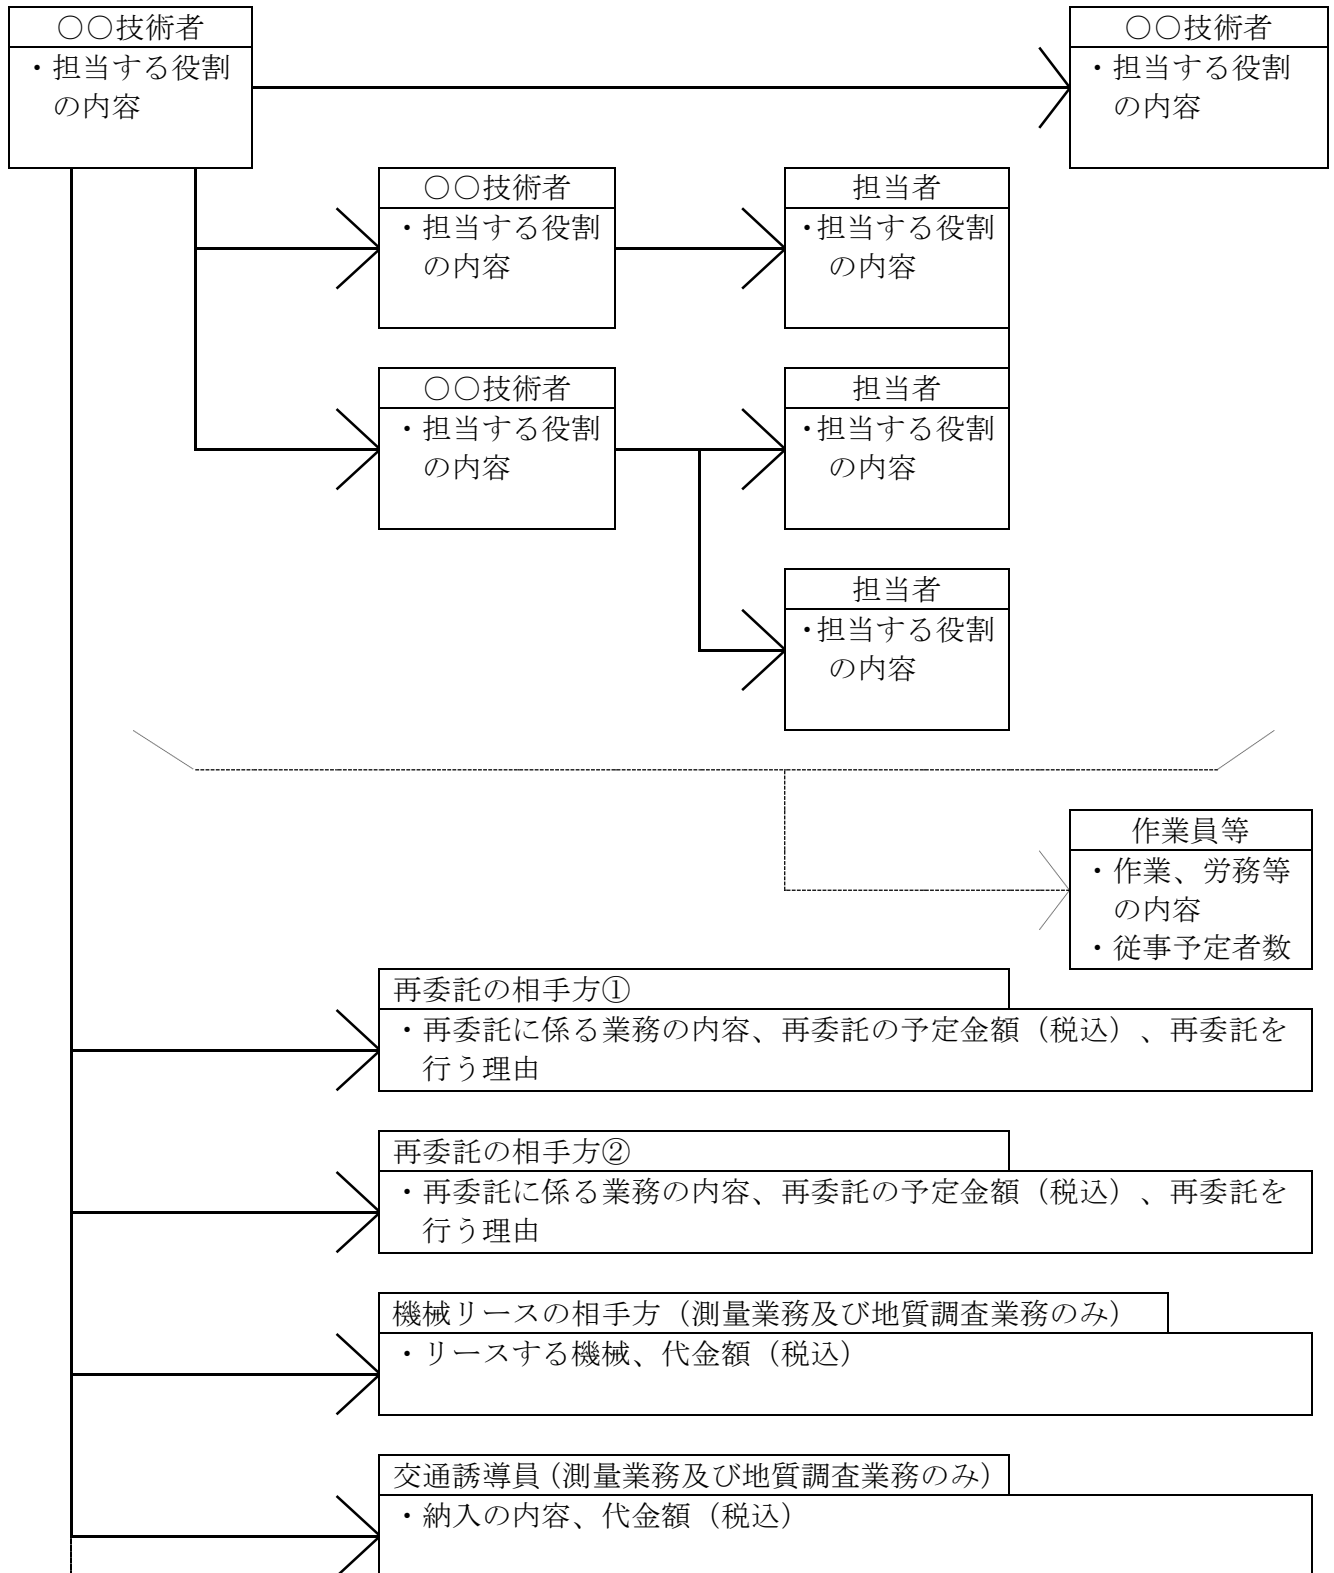 ○○技術者
・担当する役割
の内容
○○技術者
・担当する役割
の内容
○○技術者
・担当する役割
の内容
担当者
・担当する役割
の内容
○○技術者
・担当する役割
の内容
担当者
・担当する役割
の内容
担当者
・担当する役割
の内容
作業員等
・作業、労務等
の内容
・従事予定者数
再委託の相手方①
・再委託に係る業務の内容、再委託の予定金額（税込）、再委託を
行う理由
再委託の相手方②
・再委託に係る業務の内容、再委託の予定金額（税込）、再委託を
行う理由
機械リースの相手方（測量業務及び地質調査業務のみ）
・リースする機械、代金額（税込）
交通誘導員（測量業務及び地質調査業務のみ）
・納入の内容、代金額（税込）